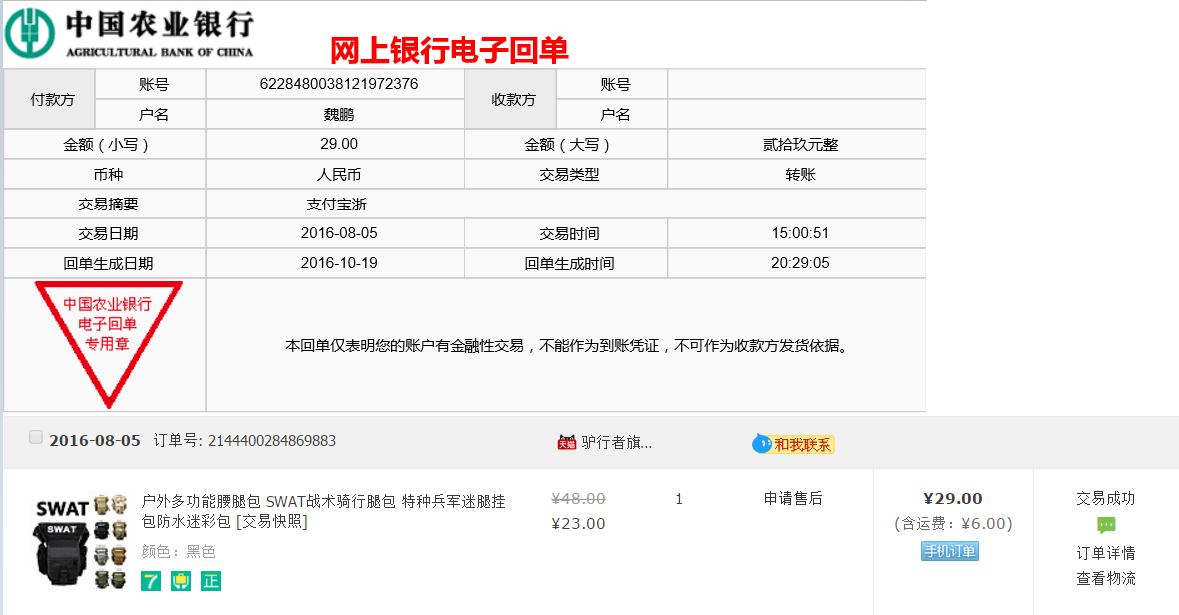 中国农业银行
AGRICULTURAL BANK OF CHINA
网上银行电子回单
付款方 账号 6228480038121972376 收款方 账号
户名 魏鹏 户名
金额（小写） 29.00 金额（大写） 贰拾玖元整
币种 人民币 交易类型 转账
交易摘要 支付宝浙
交易日期 2016-08-05 交易时间 15:00:51
回单生成日期 2016-10-19 回单生成时间 20:29:05
中国农业银行
电子回单
专用章
本回单仅表明您的账户有金融性交易，不能作为到账凭证，不可作为收款方发货依据。
2016-08-05 订单号: 2144400284869883 天猫 驴行者旗... 和我联系
SWAT
SWAT
户外多功能腰腿包 SWAT战术骑行腿包 特种兵军迷腿挂
包防水迷彩包 [交易快照]
颜色：黑色
7 正
¥48.00
¥23.00
1
申请售后
¥29.00
(含运费：¥6.00)
手机订单
交易成功
订单详情
查看物流